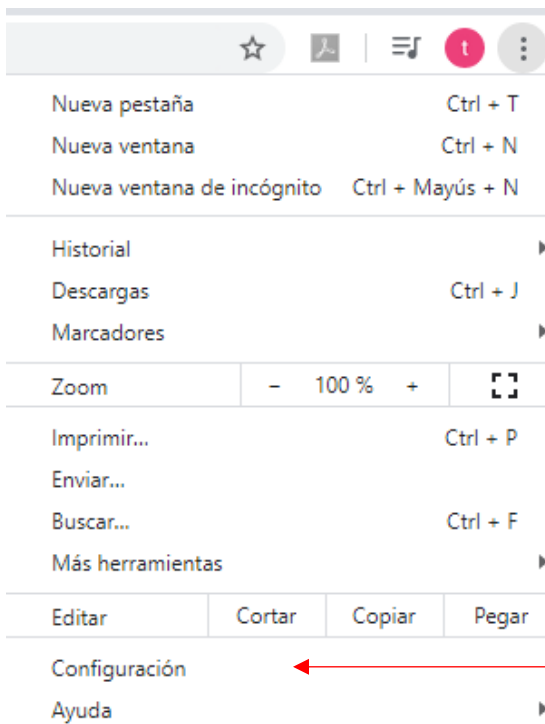 t
Nueva pestaña Ctrl + T
Nueva ventana Ctrl + N
Nueva ventana de incógnito Ctrl + Mayús + N
Historial
Descargas Ctrl + J
Marcadores
Zoom - 100 % +
Imprimir... Ctrl + P
Enviar...
Buscar... Ctrl + F
Más herramientas
Editar Cortar Copiar Pegar
Configuración
Ayuda